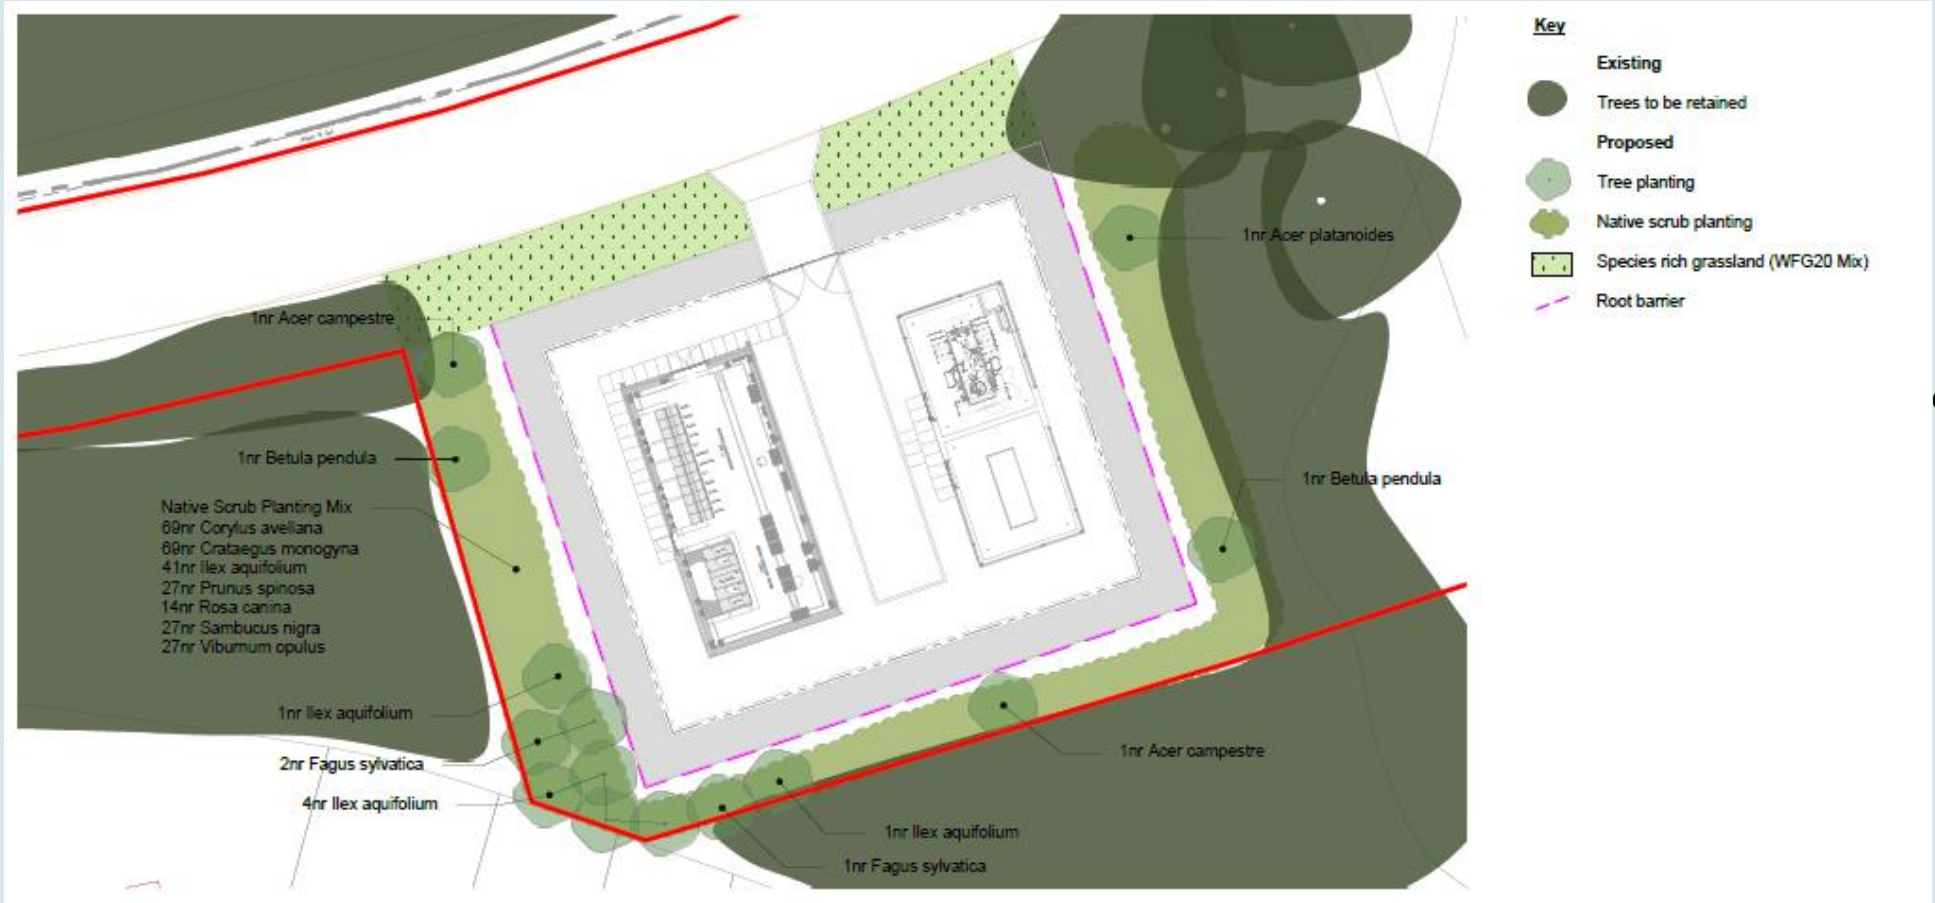 Key
Existing
Trees to be retained
Proposed
Tree planting
Native scrub planting
Species rich grassland (WFG20 Mix)
Root barrier
1nr Acer platanoides
1nr Acer campestre
1nr Betula pendula
1nr Betula pendula
Native Scrub Planting Mix
69nr Corylus avellana
69nr Crataegus monogyna
41nr Ilex aquifolium
27nr Prunus spinosa
14nr Rosa canina
27nr Sambucus nigra
27nr Viburnum opulus
1nr Ilex aquifolium
2nr Fagus sylvatica
4nr Ilex aquifolium
1nr Acer campestre
1nr Ilex aquifolium
1nr Fagus sylvatica